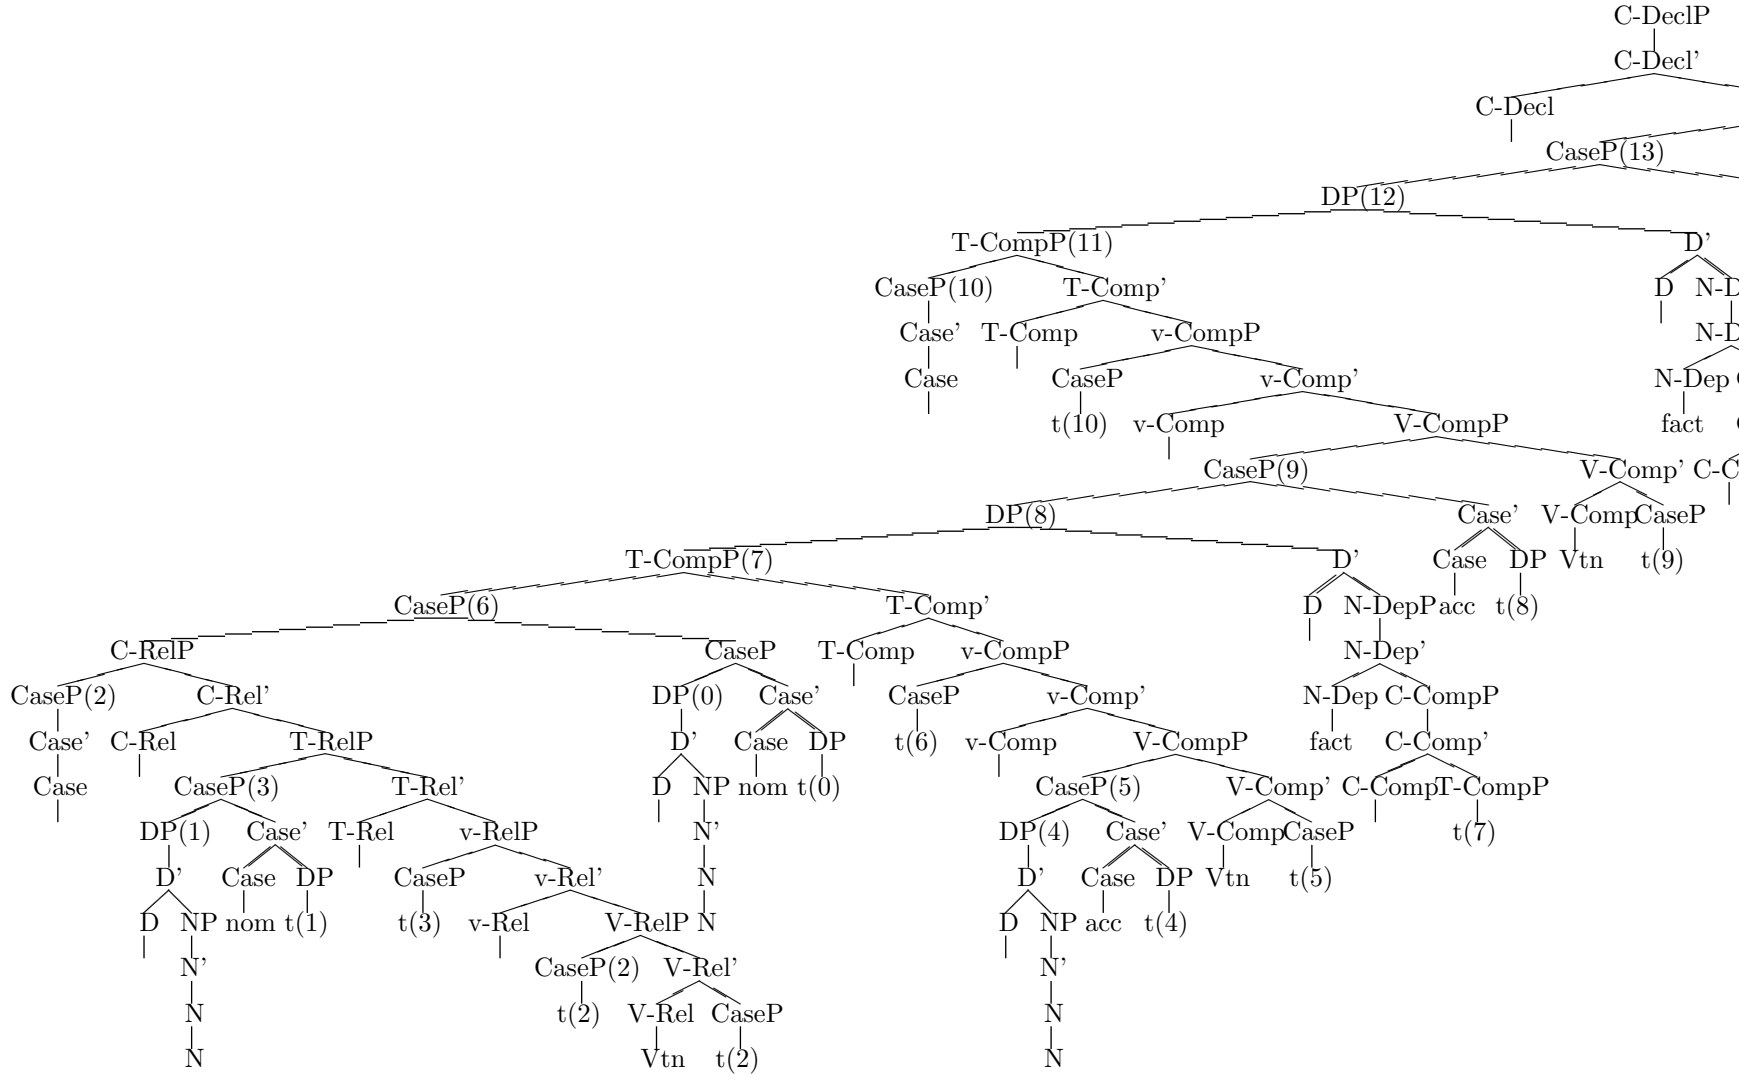 C-DeclP
C-Decl'
C-Decl
CaseP(13)
DP(12)
T-CompP(11) D'
CaseP(10) T-Comp' D N-D
Case' T-Comp v-CompP N-D
Case CaseP v-Comp' N-Dep
t(10) v-Comp V-CompP fact
CaseP(9) V-Comp' C-C
DP(8) Case' V-Comp CaseP
T-CompP(7) D' Case DP Vtn t(9)
CaseP(6) T-Comp' D N-DepP acc t(8)
C-RelP CaseP T-Comp v-CompP N-Dep'
CaseP(2) C-Rel' DP(0) Case' CaseP v-Comp' N-Dep C-CompP
Case' C-Rel T-RelP D' Case DP t(6) v-Comp V-CompP fact C-Comp'
Case CaseP(3) T-Rel' D NP nom t(0) CaseP(5) V-Comp' C-Comp T-CompP
DP(1) Case' T-Rel v-RelP N' DP(4) Case' V-Comp CaseP t(7)
D' Case DP CaseP v-Rel' N D' Case DP Vtn t(5)
D NP nom t(1) t(3) v-Rel V-RelP N D NP acc t(4)
N' CaseP(2) V-Rel' N'
N t(2) V-Rel CaseP N
N Vtn t(2) N